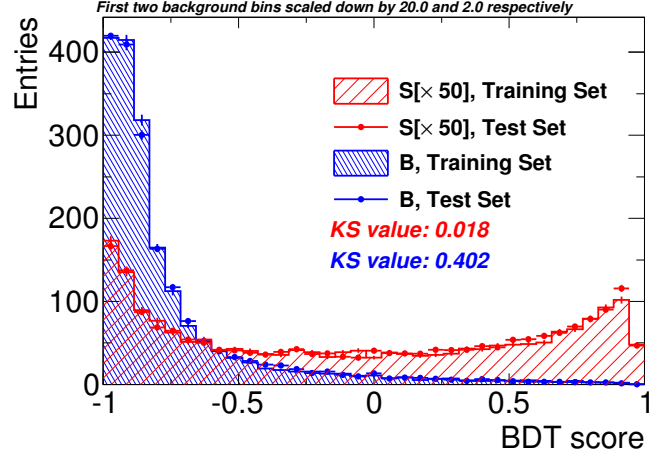 First two background bins scaled down by 20.0 and 2.0 respectively
Entries
400
300
200
100
0
S[× 50], Training Set
S[× 50], Test Set
B, Training Set
B, Test Set
KS value: 0.018
KS value: 0.402
-1
-0.5
0
0.5
1
BDT score